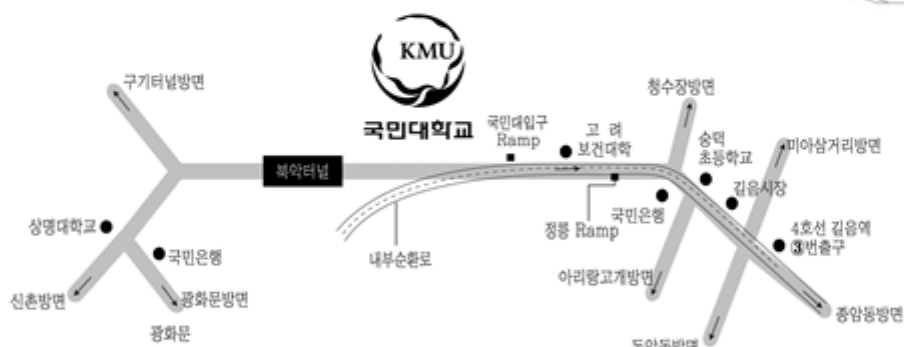 KMU
국민대학교
구기터널방면
북악터널
상명대학교
국민은행
신촌방면
광화문방면
광화문
내부순환로
국민대입구
Ramp
고 려
보건대학
정릉 Ramp
국민은행
청수장방면
숭덕
초등학교
길음시장
미아삼거리방면
4호선 길음역
③번출구
아리랑고개방면
종암동방면